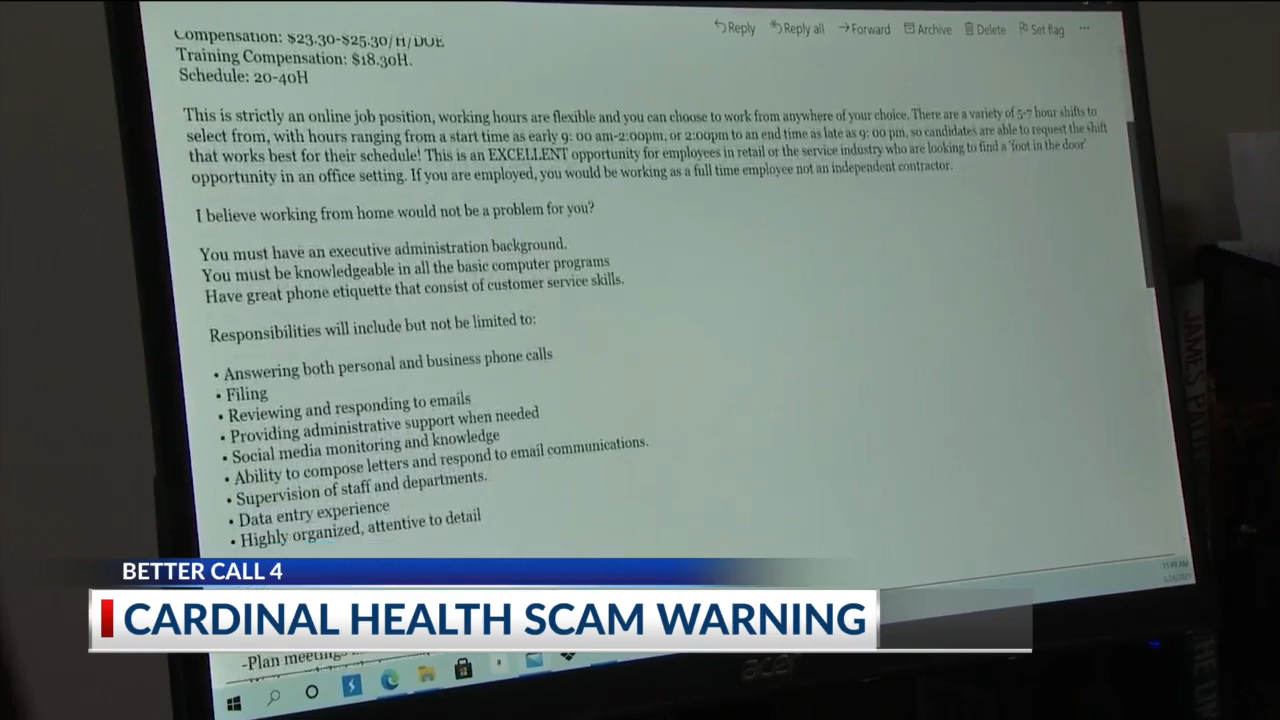 Reply Reply all Forward Archive Delete Set flag ...
Compensation: $23.30-$25.30/H/DOE
Training Compensation: $18.30H.
Schedule: 20-40H
This is strictly an online job position, working hours are flexible and you can choose to work from anywhere of your choice. There are a variety of 5-7 hour shifts to
select from, with hours ranging from a start time as early 9: 00 am-2:00pm, or 2:00pm to an end time as late as 9: 00 pm, so candidates are able to request the shift
that works best for their schedule! This is an EXCELLENT opportunity for employees in retail or the service industry who are looking to find a 'foot in the door'
opportunity in an office setting. If you are employed, you would be working as a full time employee not an independent contractor.
I believe working from home would not be a problem for you?
You must have an executive administration background.
You must be knowledgeable in all the basic computer programs
Have great phone etiquette that consist of customer service skills.
Responsibilities will include but not be limited to:
• Answering both personal and business phone calls
• Filing
• Reviewing and responding to emails
• Providing administrative support when needed
• Social media monitoring and knowledge
• Ability to compose letters and respond to email communications.
• Supervision of staff and departments.
• Data entry experience
• Highly organized, attentive to detail
BETTER CALL 4
CARDINAL HEALTH SCAM WARNING
-Plan meetings
acer
JAMES